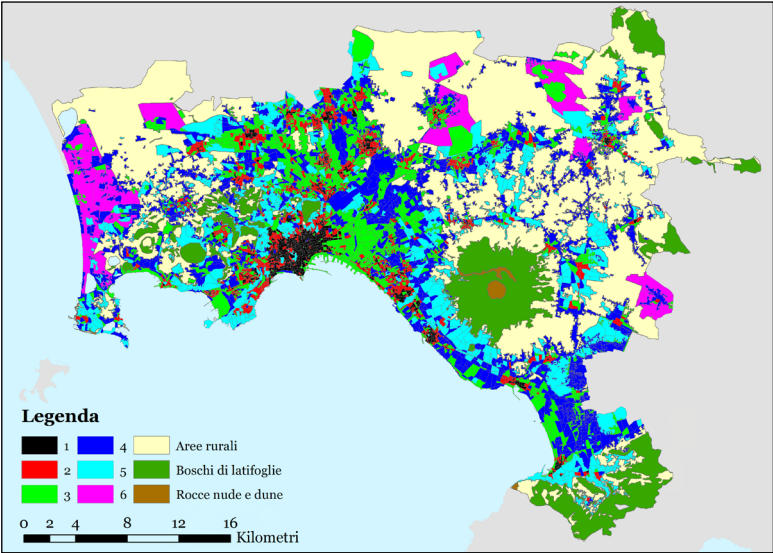 Legenda
1 4 Aree rurali
2 5 Boschi di latifoglie
3 6 Rocce nude e dune
0 2 4 8 12 16
Kilometri